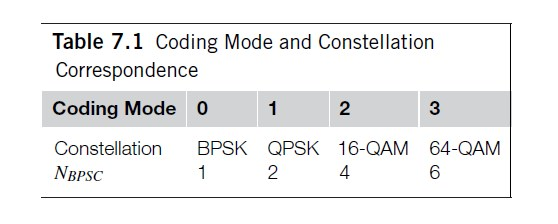 Table 7.1 Coding Mode and Constellation
Correspondence
Coding Mode 0 1 2 3
Constellation BPSK QPSK 16-QAM 64-QAM
NBPSC 1 2 4 6